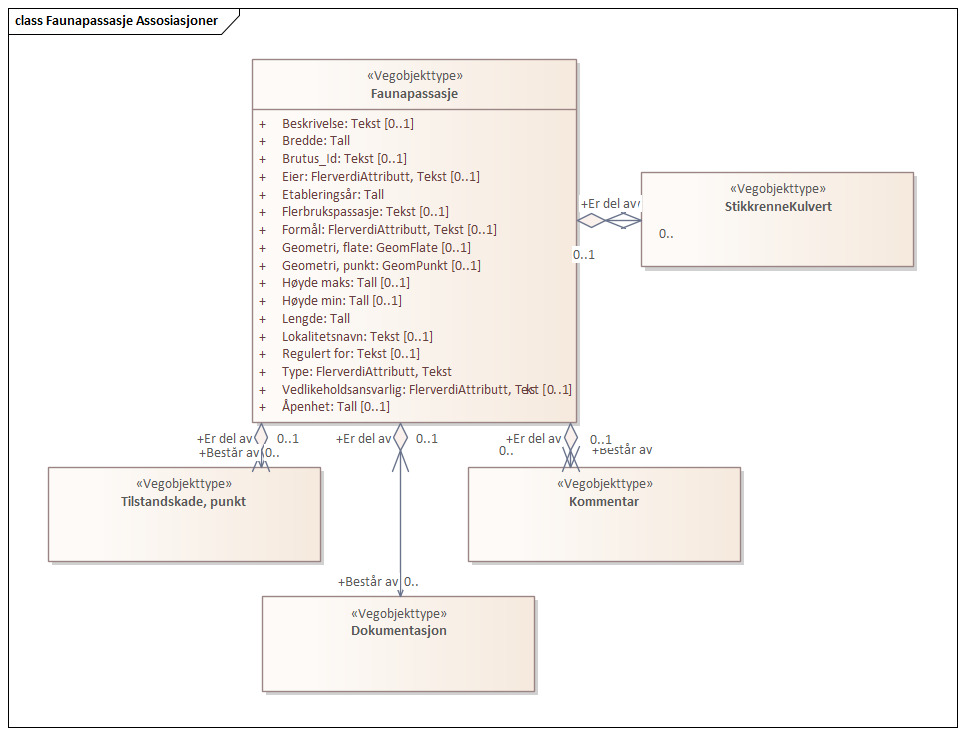 class Faunapassasje Assosiasjoner
«Vegobjekttype»
Faunapassasje
+ Beskrivelse: Tekst [0..1]
+ Bredde: Tall
+ Brutus_Id: Tekst [0..1]
+ Eier: FlerverdiAttributt, Tekst [0..1]
+ Etableringsår: Tall
+ Flerbrukspassasje: Tekst [0..1]
+ Formål: FlerverdiAttributt, Tekst [0..1]
+ Geometri, flate: GeomFlate [0..1]
+ Geometri, punkt: GeomPunkt [0..1]
+ Høyde maks: Tall [0..1]
+ Høyde min: Tall [0..1]
+ Lengde: Tall
+ Lokalitetsnavn: Tekst [0..1]
+ Regulert for: Tekst [0..1]
+ Type: FlerverdiAttributt, Tekst
+ Vedlikeholdsansvarlig: FlerverdiAttributt, Tekst [0..1]
+ Åpenhet: Tall [0..1]
«Vegobjekttype»
StikkrenneKulvert
+Er del av
0..
0..1
+Er del av 0..1
+Består av 0..
+Er del av 0..1
+Er del av 0..1
0.. +Består av
«Vegobjekttype»
Tilstandskade, punkt
«Vegobjekttype»
Kommentar
+Består av 0..
«Vegobjekttype»
Dokumentasjon